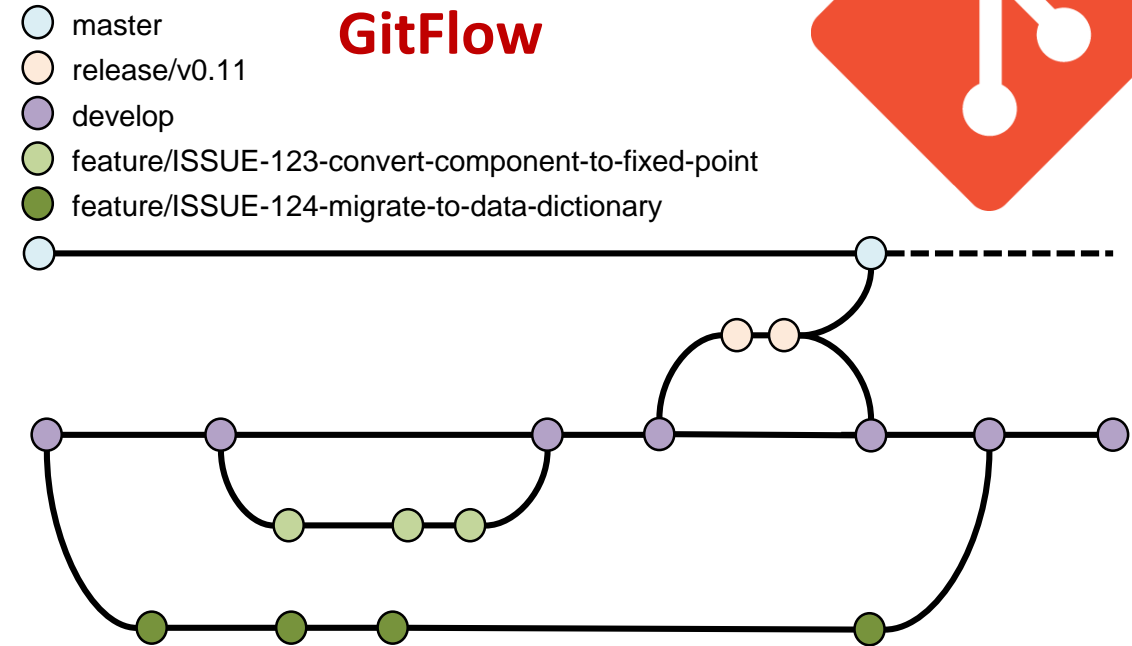 GitFlow
master
release/v0.11
develop
feature/ISSUE-123-convert-component-to-fixed-point
feature/ISSUE-124-migrate-to-data-dictionary